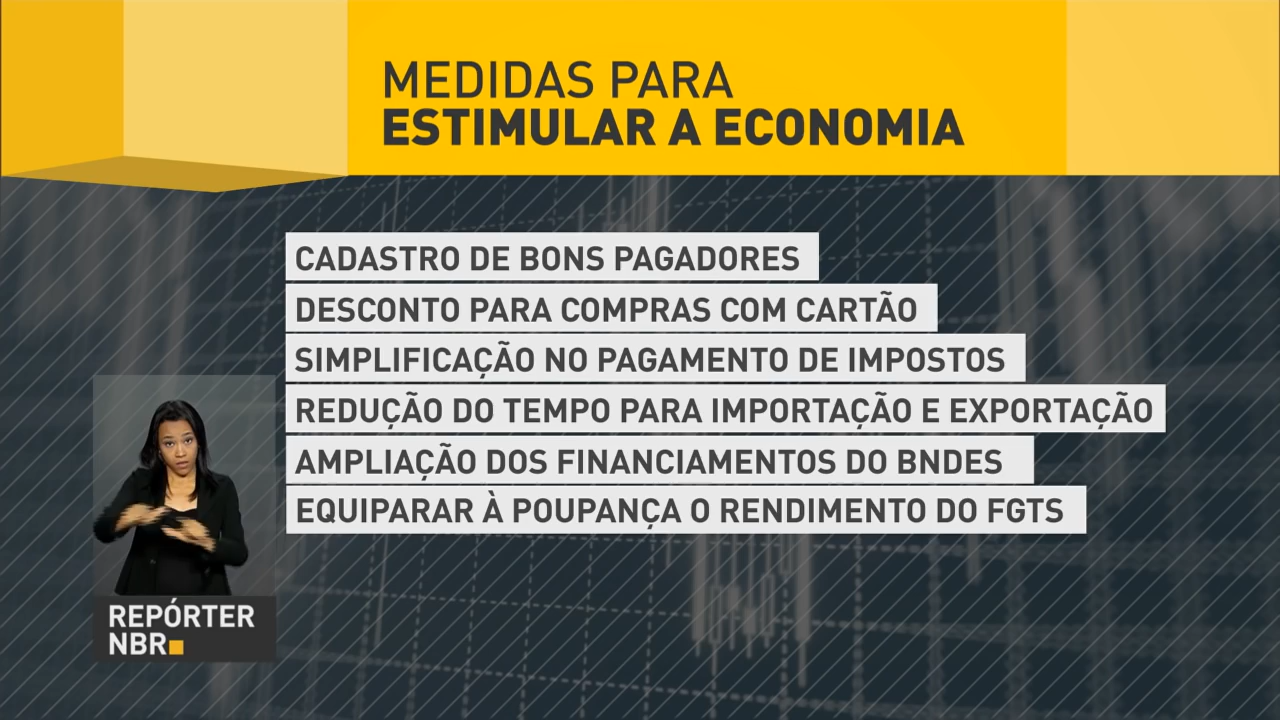 MEDIDAS PARA
ESTIMULAR A ECONOMIA
CADASTRO DE BONS PAGADORES
DESCONTO PARA COMPRAS COM CARTÃO
SIMPLIFICAÇÃO NO PAGAMENTO DE IMPOSTOS
REDUÇÃO DO TEMPO PARA IMPORTAÇÃO E EXPORTAÇÃO
AMPLIAÇÃO DOS FINANCIAMENTOS DO BNDES
EQUIPARAR À POUPANÇA O RENDIMENTO DO FGTS
REPÓRTER
NBR